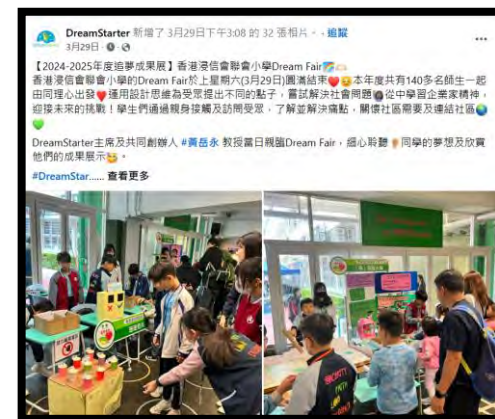 DreamStarter 新增了 3月29日下午3:08 的 32 張相片。 · 追蹤
3月29日 ·
【2024-2025年度追夢成果展】香港浸信會聯會小學Dream Fair
香港浸信會聯會小學的Dream Fair於上星期六(3月29日)圓滿結束❤️😍本年度共有140多名師生一起
由同理心出發❤️運用設計思維為受眾提出不同的點子，嘗試解決社會問題 從中學習企業家精神，
迎接未來的挑戰！學生們通過親身接觸及訪問受眾，了解並解決痛點，關懷社區需要及連結社區🌏
💚
DreamStarter主席及共同創辦人 #黃岳永 教授當日親臨Dream Fair，細心聆聽👂同學的夢想及欣賞
他們的成果展示🥰。
#DreamStar...... 查看更多